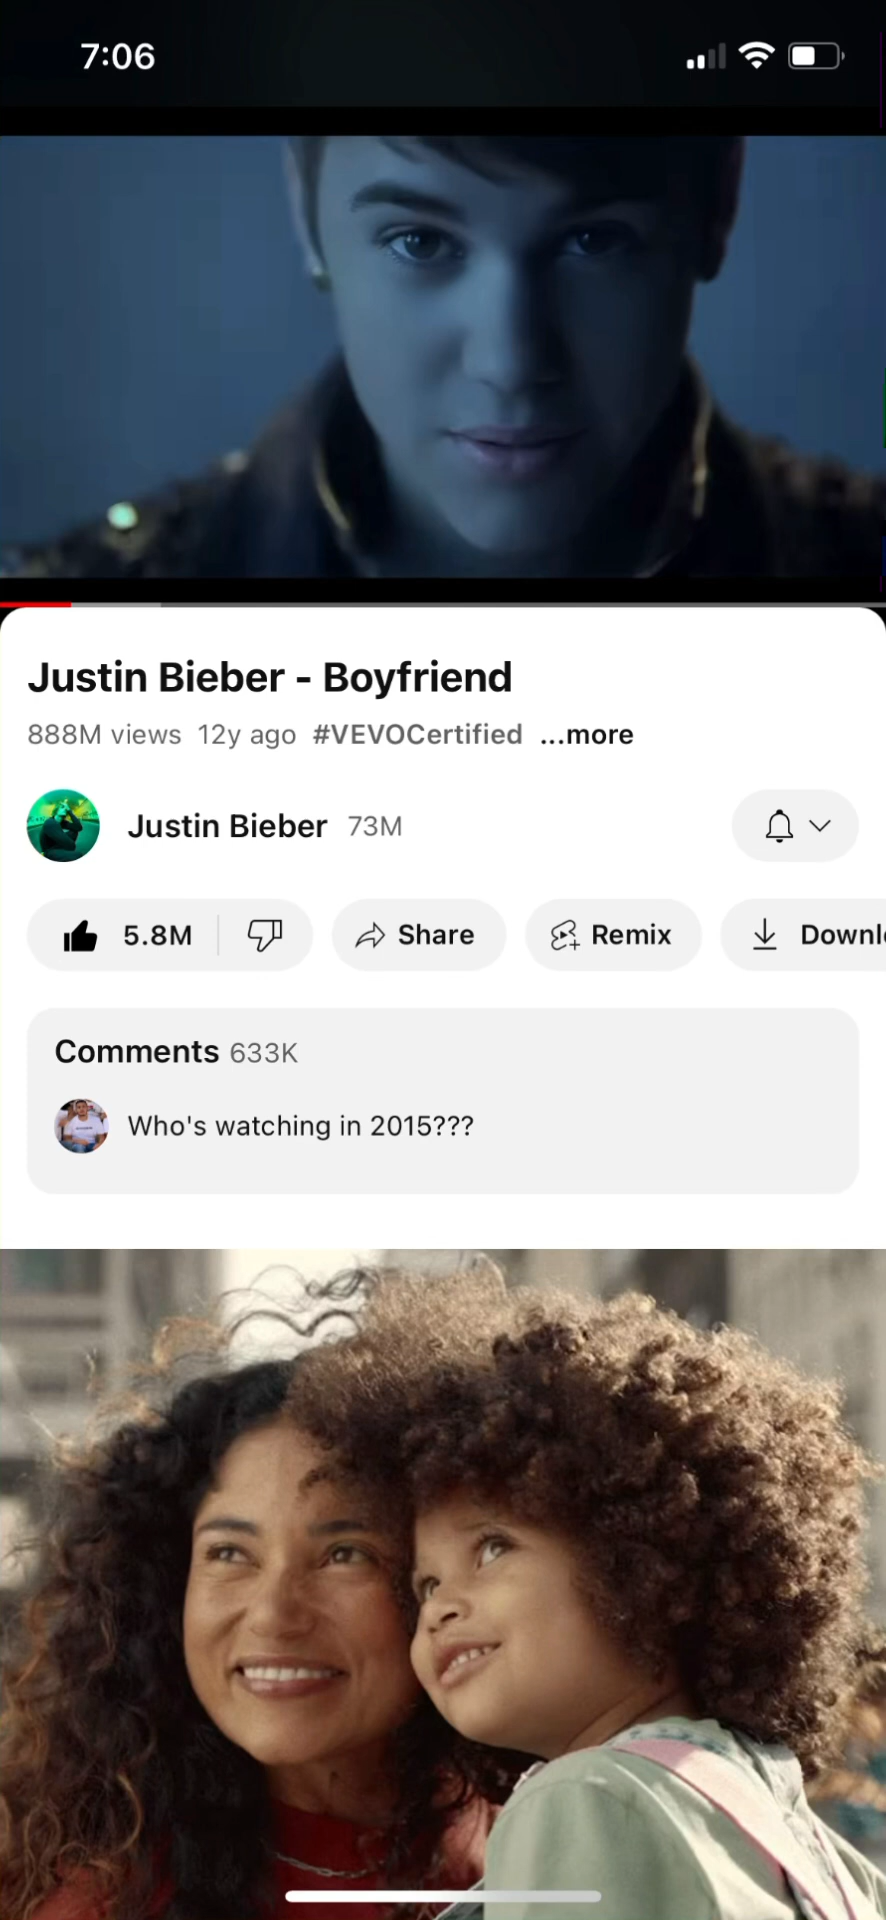 7:06
Justin Bieber - Boyfriend
888M views 12y ago #VEVOCertified ...more
Justin Bieber 73M
5.8M Share Remix Downl
Comments 633K
Who's watching in 2015???